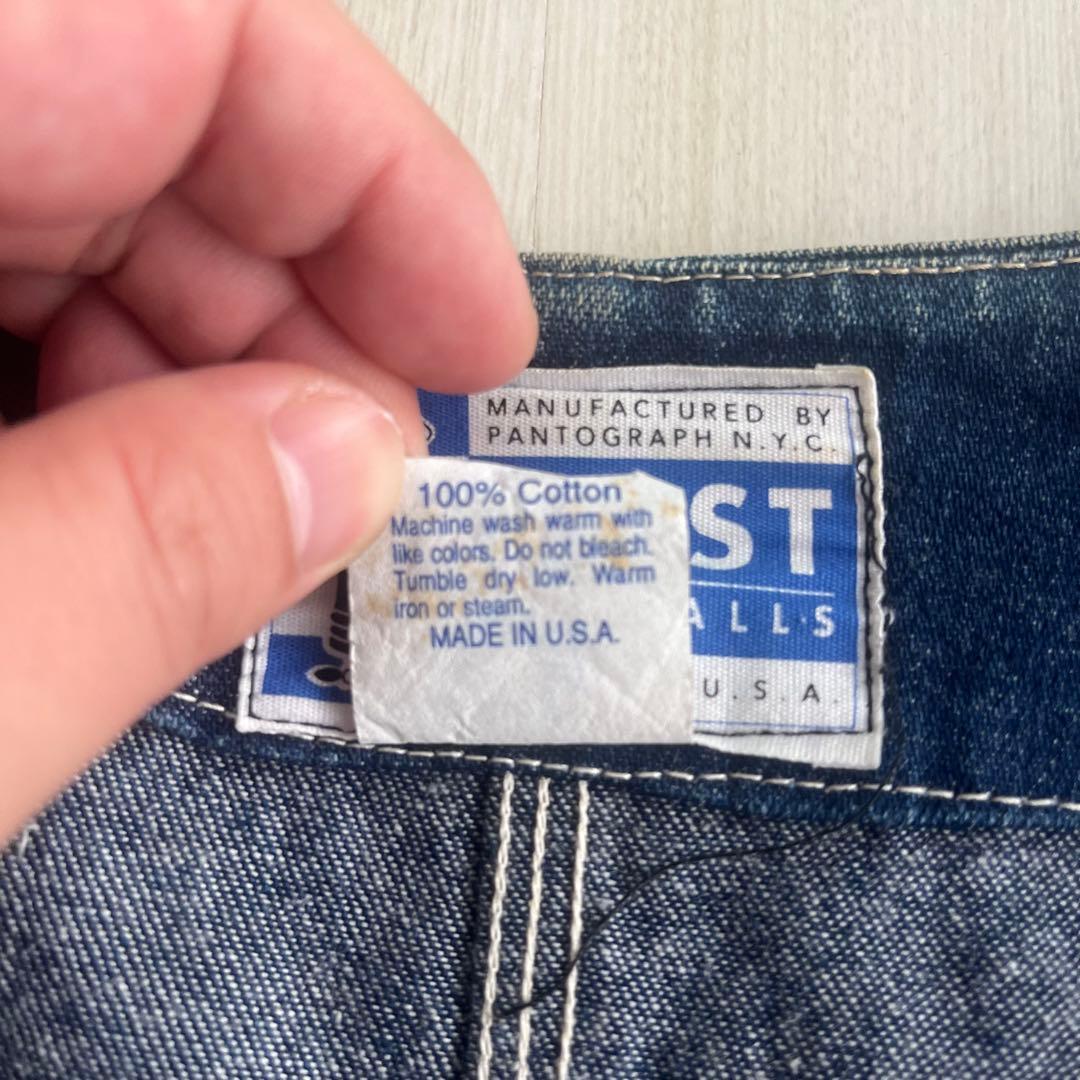 MANUFACTURED BY
PANTOGRAPH N.Y.C.
ST
ALLS
U.S.A.
100% Cotton
Machine wash warm with
like colors. Do not bleach.
Tumble dry low. Warm
iron or steam.
MADE IN U.S.A.